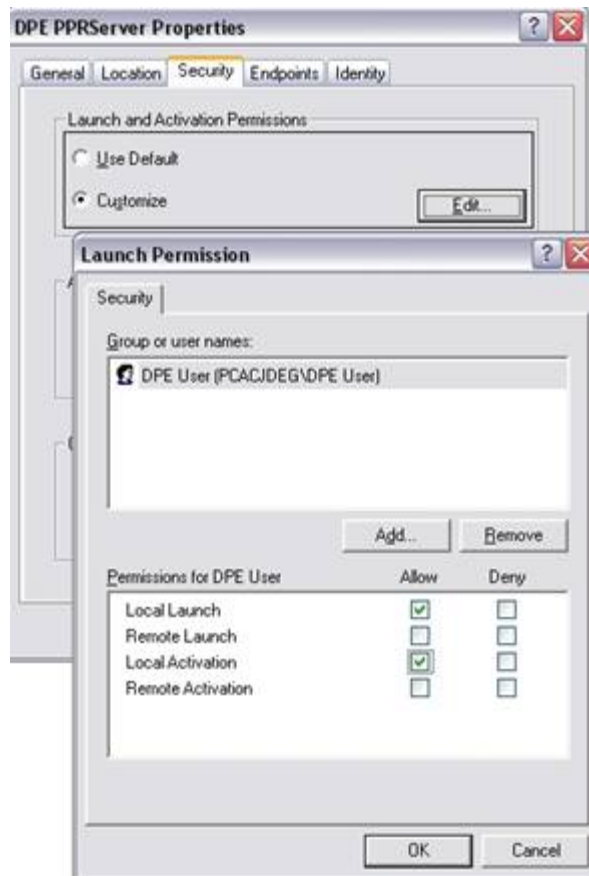 DPE PPRServer Properties
General Location Security Endpoints Identity
Launch and Activation Permissions
Use Default
Customize Edit...
Launch Permission
Security
Group or user names:
DPE User (PCACJDEG\DPE User)
Add... Remove
Permissions for DPE User Allow Deny
Local Launch
Remote Launch
Local Activation
Remote Activation
OK Cancel